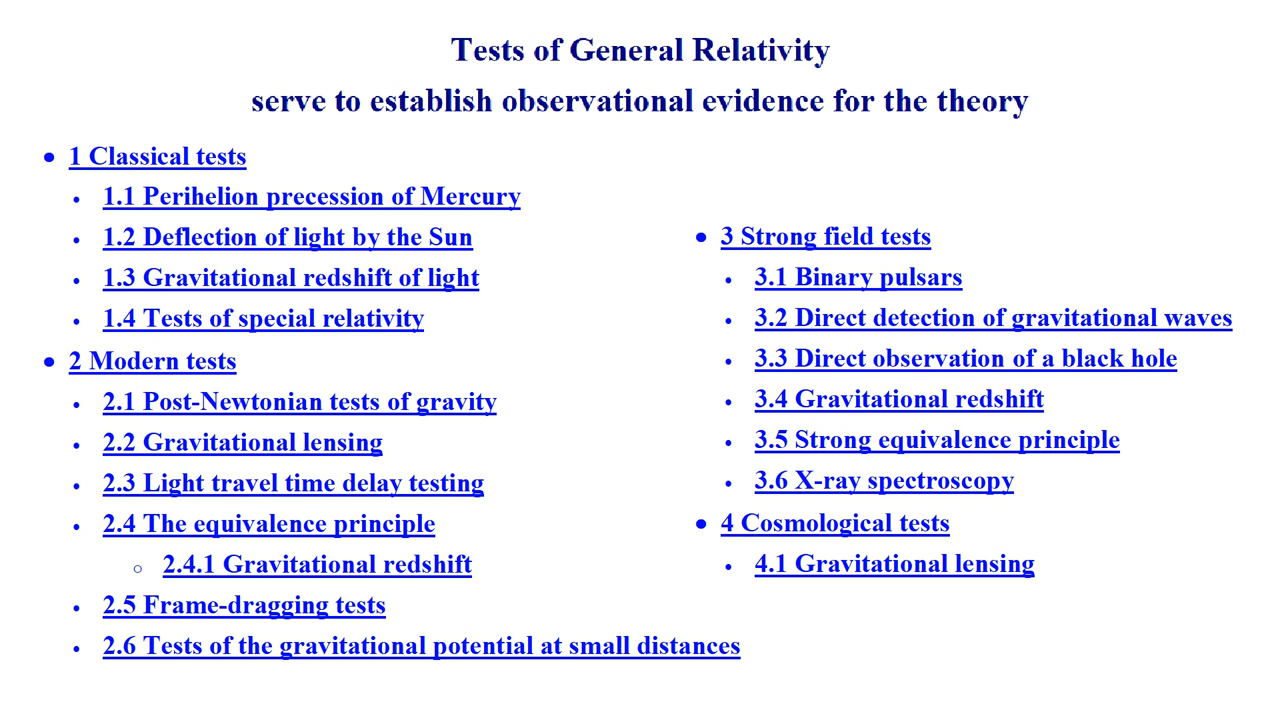 Tests of General Relativity
serve to establish observational evidence for the theory
1 Classical tests
1.1 Perihelion precession of Mercury
1.2 Deflection of light by the Sun
1.3 Gravitational redshift of light
1.4 Tests of special relativity
2 Modern tests
2.1 Post-Newtonian tests of gravity
2.2 Gravitational lensing
2.3 Light travel time delay testing
2.4 The equivalence principle
2.4.1 Gravitational redshift
2.5 Frame-dragging tests
2.6 Tests of the gravitational potential at small distances
3 Strong field tests
3.1 Binary pulsars
3.2 Direct detection of gravitational waves
3.3 Direct observation of a black hole
3.4 Gravitational redshift
3.5 Strong equivalence principle
3.6 X-ray spectroscopy
4 Cosmological tests
4.1 Gravitational lensing